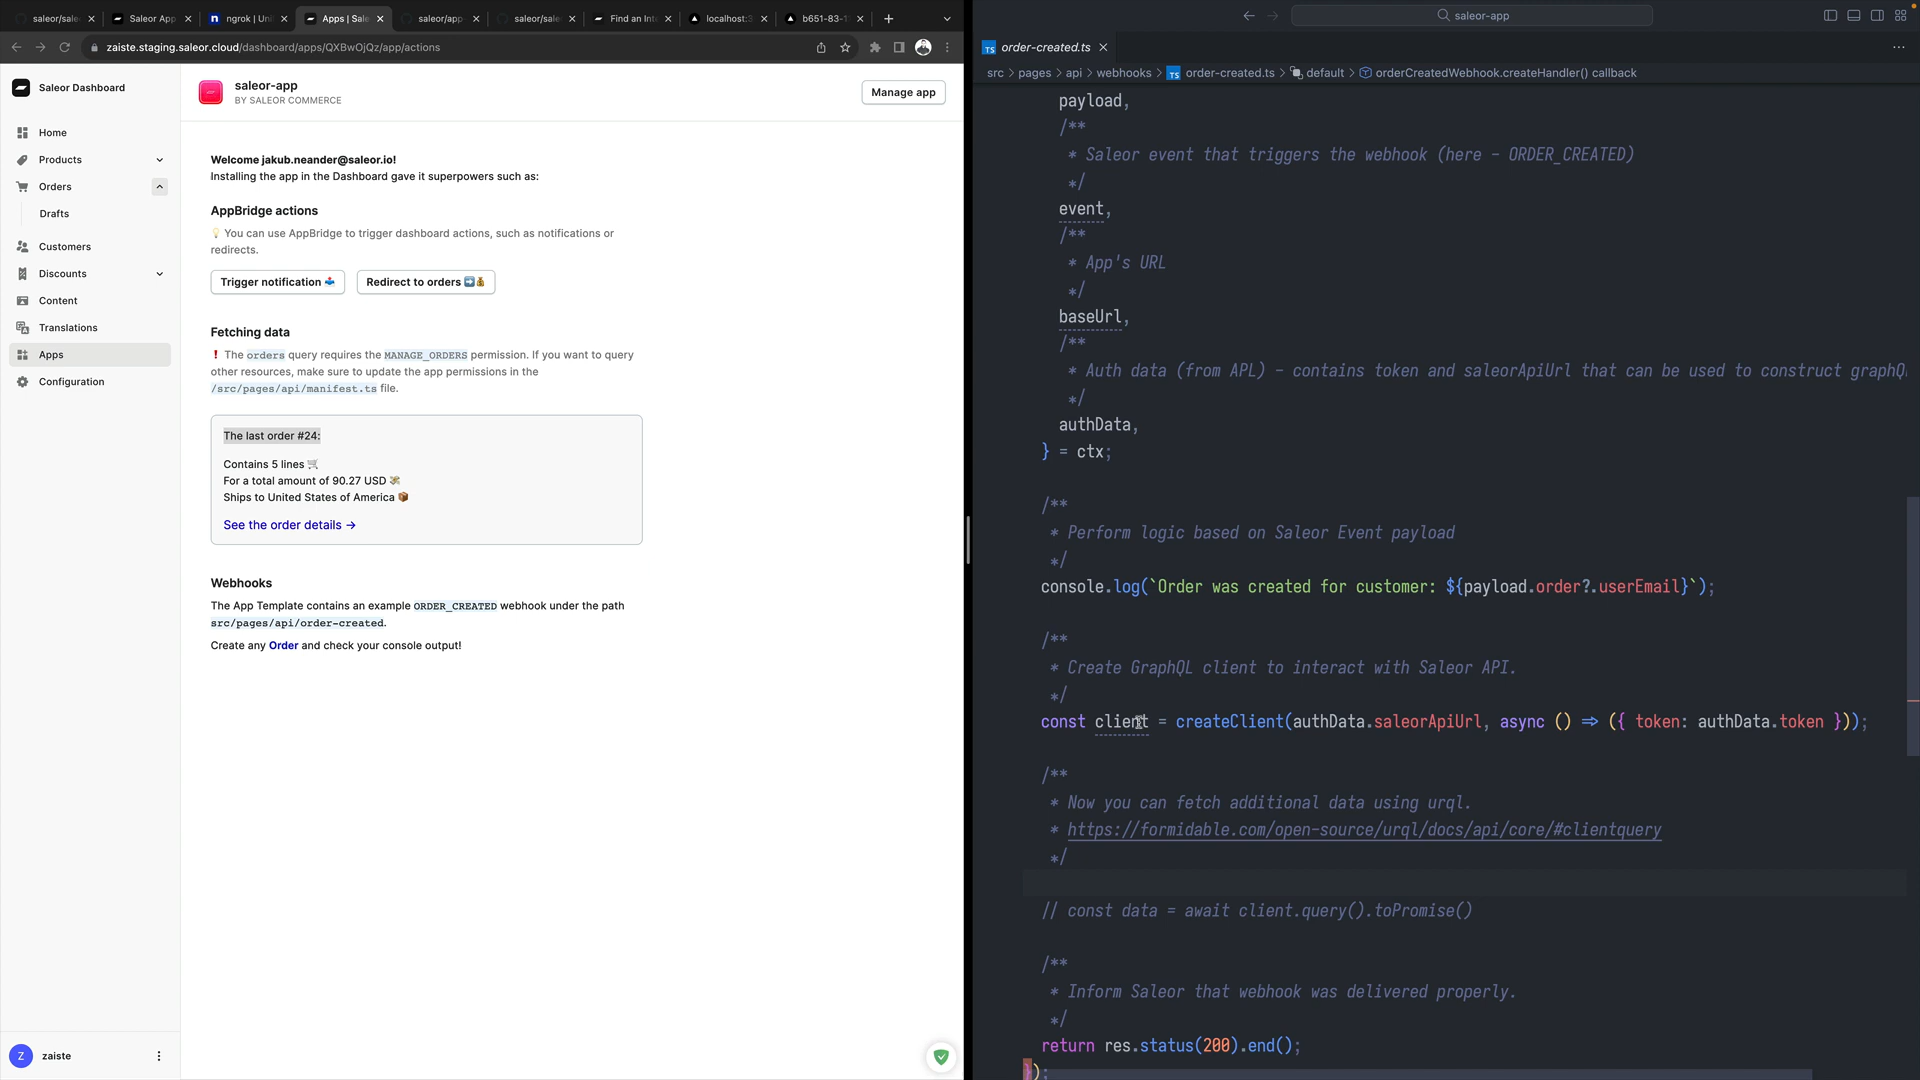 saleor/sale
Saleor App
ngrok | Uni
Apps | Sale
saleor/app
saleor/sale
Find an Int
localhost:3
b651-83-1
zaiste.staging.saleor.cloud/dashboard/apps/QXBwOjQz/app/actions
Saleor Dashboard
Home
Products
Orders
Drafts
Customers
Discounts
Content
Translations
Apps
Configuration
Z zaiste
saleor-app
BY SALEOR COMMERCE
Manage app
Welcome jakub.neander@saleor.io!
Installing the app in the Dashboard gave it superpowers such as:
AppBridge actions
💡 You can use AppBridge to trigger dashboard actions, such as notifications or
redirects.
Trigger notification 📤
Redirect to orders ➡️💰
Fetching data
❗ The orders query requires the MANAGE_ORDERS permission. If you want to query
other resources, make sure to update the app permissions in the
/src/pages/api/manifest.ts file.
The last order #24:
Contains 5 lines 🛒
For a total amount of 90.27 USD 💸
Ships to United States of America 📦
See the order details →
Webhooks
The App Template contains an example ORDER_CREATED webhook under the path
src/pages/api/order-created.
Create any Order and check your console output!
saleor-app
TS order-created.ts
src > pages > api > webhooks > TS order-created.ts > default > orderCreatedWebhook.createHandler() callback
payload,
/**
* Saleor event that triggers the webhook (here - ORDER_CREATED)
*/
event,
/**
* App's URL
*/
baseUrl,
/**
* Auth data (from APL) - contains token and saleorApiUrl that can be used to construct graphQL
*/
authData,
} = ctx;
/**
* Perform logic based on Saleor Event payload
*/
console.log(`Order was created for customer: ${payload.order?.userEmail}`);
/**
* Create GraphQL client to interact with Saleor API.
*/
const client = createClient(authData.saleorApiUrl, async () => ({ token: authData.token }));
/**
* Now you can fetch additional data using urql.
* https://formidable.com/open-source/urql/docs/api/core/#clientquery
*/
// const data = await client.query().toPromise()
/**
* Inform Saleor that webhook was delivered properly.
*/
return res.status(200).end();
});